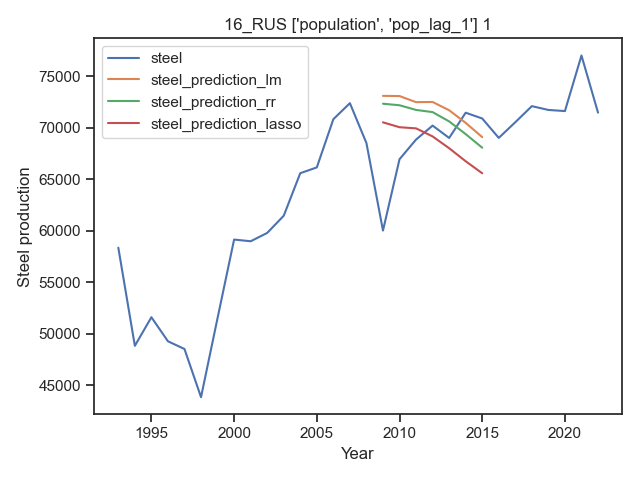 16_RUS ['population', 'pop_lag_1'] 1
steel
steel_prediction_lm
steel_prediction_rr
steel_prediction_lasso
75000
70000
65000
60000
55000
50000
45000
Steel production
1995
2000
2005
2010
2015
2020
Year